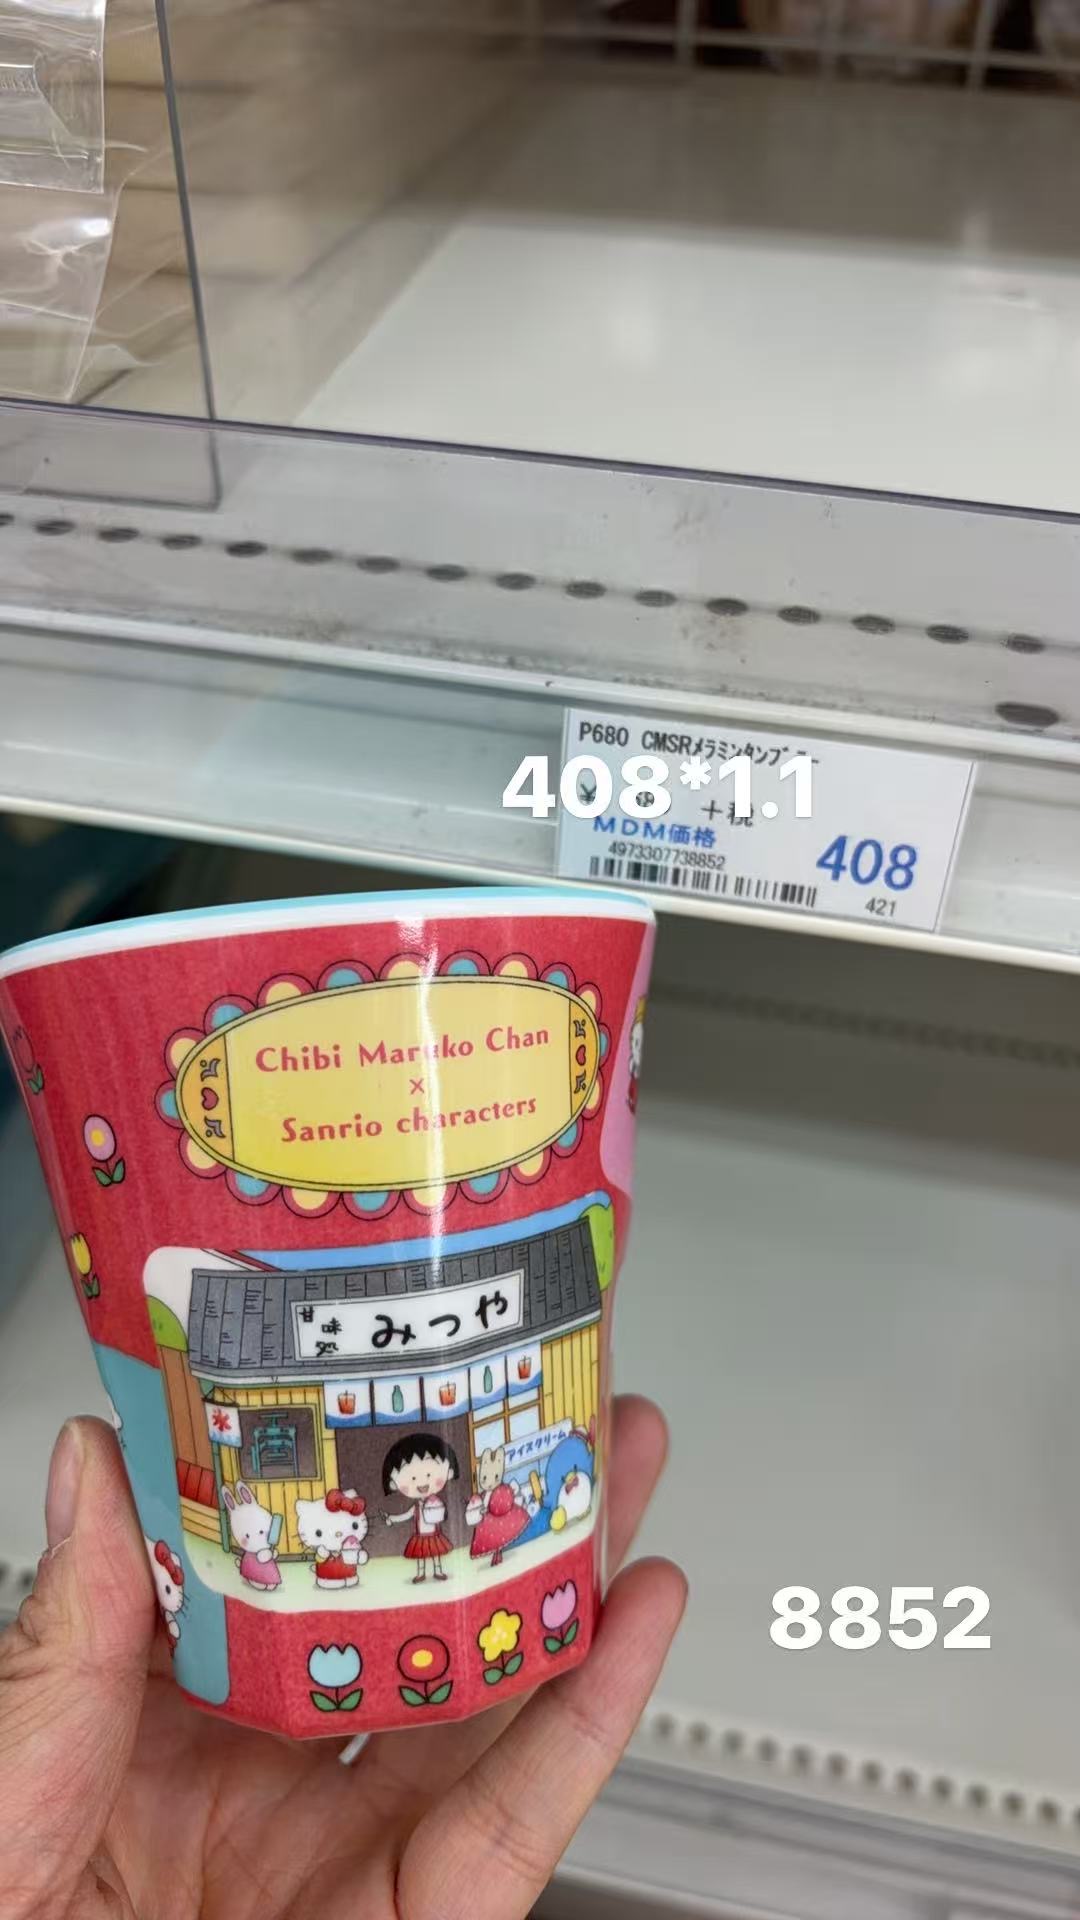 P680 CMSRメラミンタンブラー
408*1.1
¥
+税
MDM価格
408
4973307738852
421
Chibi Maruko Chan
×
Sanrio characters
甘味処 みつや
氷
アイスクリーム
8852